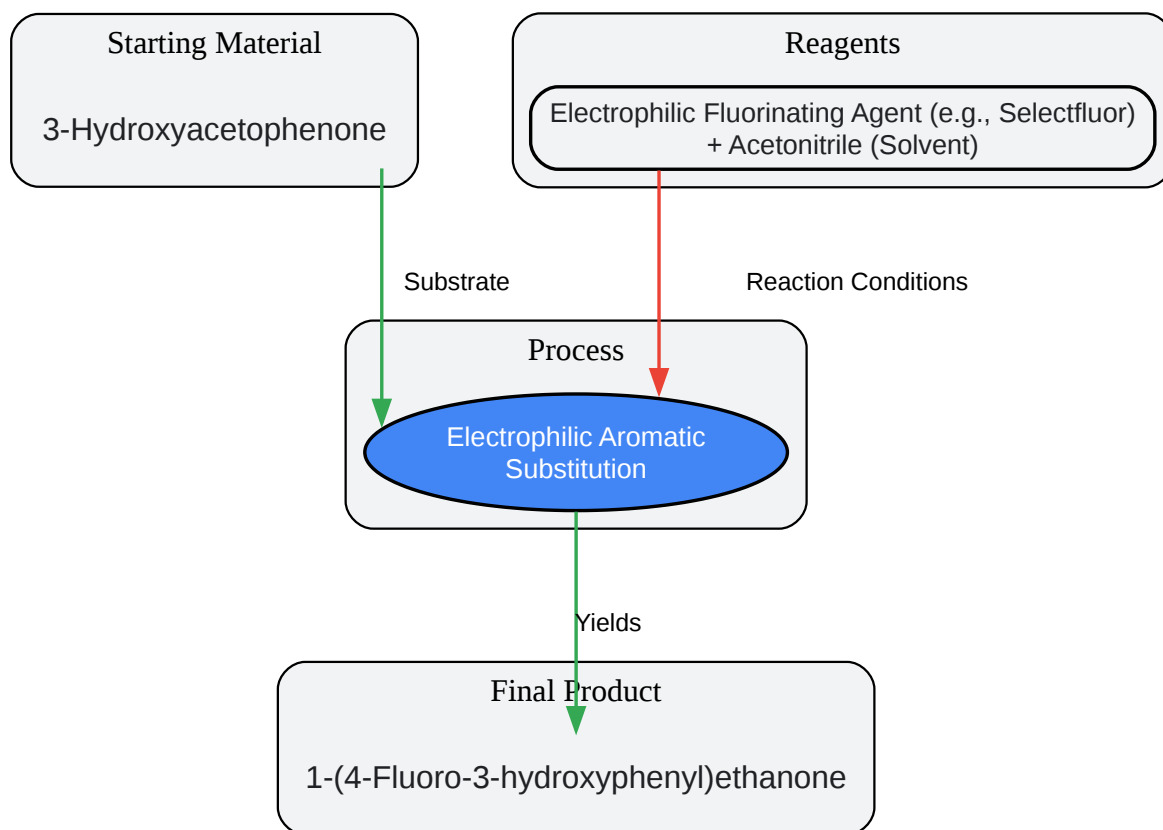 Starting Material
3-Hydroxyacetophenone
Reagents
Electrophilic Fluorinating Agent (e.g., Selectfluor)
+ Acetonitrile (Solvent)
Substrate
Reaction Conditions
Process
Electrophilic Aromatic
Substitution
Yields
Final Product
1-(4-Fluoro-3-hydroxyphenyl)ethanone